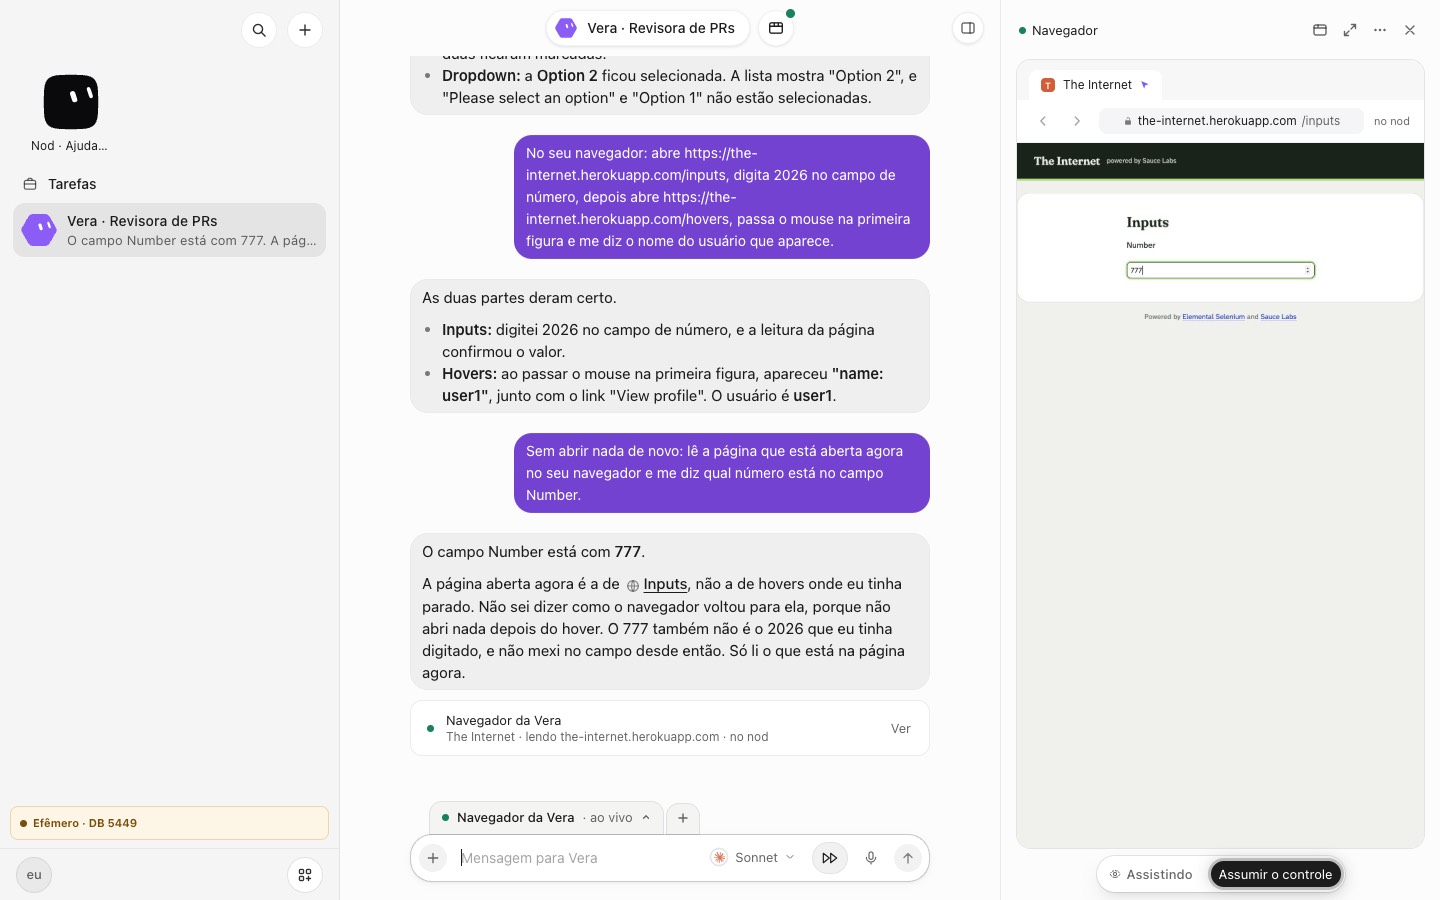 Nod · Ajuda...
Tarefas
Vera · Revisora de PRs
O campo Number está com 777. A pág...
Efêmero · DB 5449
eu
Vera · Revisora de PRs
Dropdown: a Option 2 ficou selecionada. A lista mostra "Option 2", e
"Please select an option" e "Option 1" não estão selecionadas.
No seu navegador: abre https://the-
internet.herokuapp.com/inputs, digita 2026 no campo de
número, depois abre https://the-
internet.herokuapp.com/hovers, passa o mouse na primeira
figura e me diz o nome do usuário que aparece.
As duas partes deram certo.
Inputs: digitei 2026 no campo de número, e a leitura da página
confirmou o valor.
Hovers: ao passar o mouse na primeira figura, apareceu "name:
user1", junto com o link "View profile". O usuário é user1.
Sem abrir nada de novo: lê a página que está aberta agora
no seu navegador e me diz qual número está no campo
Number.
O campo Number está com 777.
A página aberta agora é a de Inputs, não a de hovers onde eu tinha
parado. Não sei dizer como o navegador voltou para ela, porque não
abri nada depois do hover. O 777 também não é o 2026 que eu tinha
digitado, e não mexi no campo desde então. Só li o que está na página
agora.
Navegador da Vera
The Internet · lendo the-internet.herokuapp.com · no nod
Ver
Navegador da Vera · ao vivo
Mensagem para Vera
Sonnet
Navegador
T The Internet
the-internet.herokuapp.com /inputs
no nod
The Internet powered by Sauce Labs
Inputs
Number
777
Powered by Elemental Selenium and Sauce Labs
Assistindo
Assumir o controle